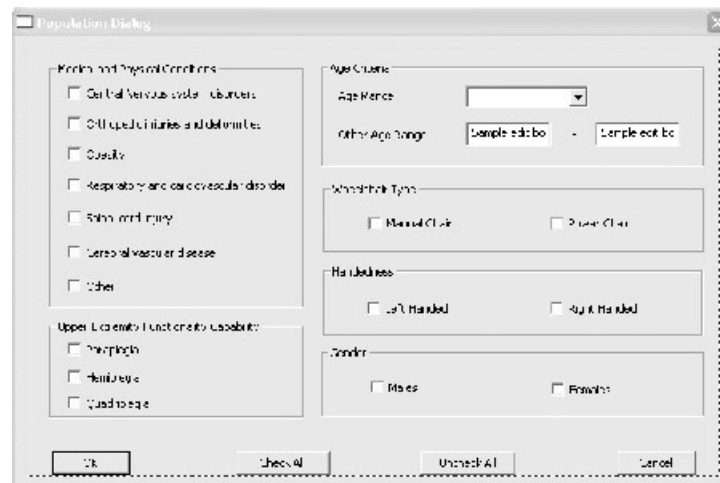 Population Dialog
Medical and Physical Conditions
Central Nervous system disorders
Orthopedic injuries and deformities
Obesity
Respiratory and cardiovascular disorder
Spinal cord injury
Cerebral vascular disease
Other
Upper Extremity Functionality Capability
Paraplegia
Hemiplegia
Quadriplegia
Age Criteria
Age Range
Other Age Range
Sample edit bo - Sample edit bo
Wheelchair Type
Manual Chair
Power Chair
Handedness
Left Handed
Right Handed
Gender
Males
Females
OK
Check All
Uncheck All
Cancel